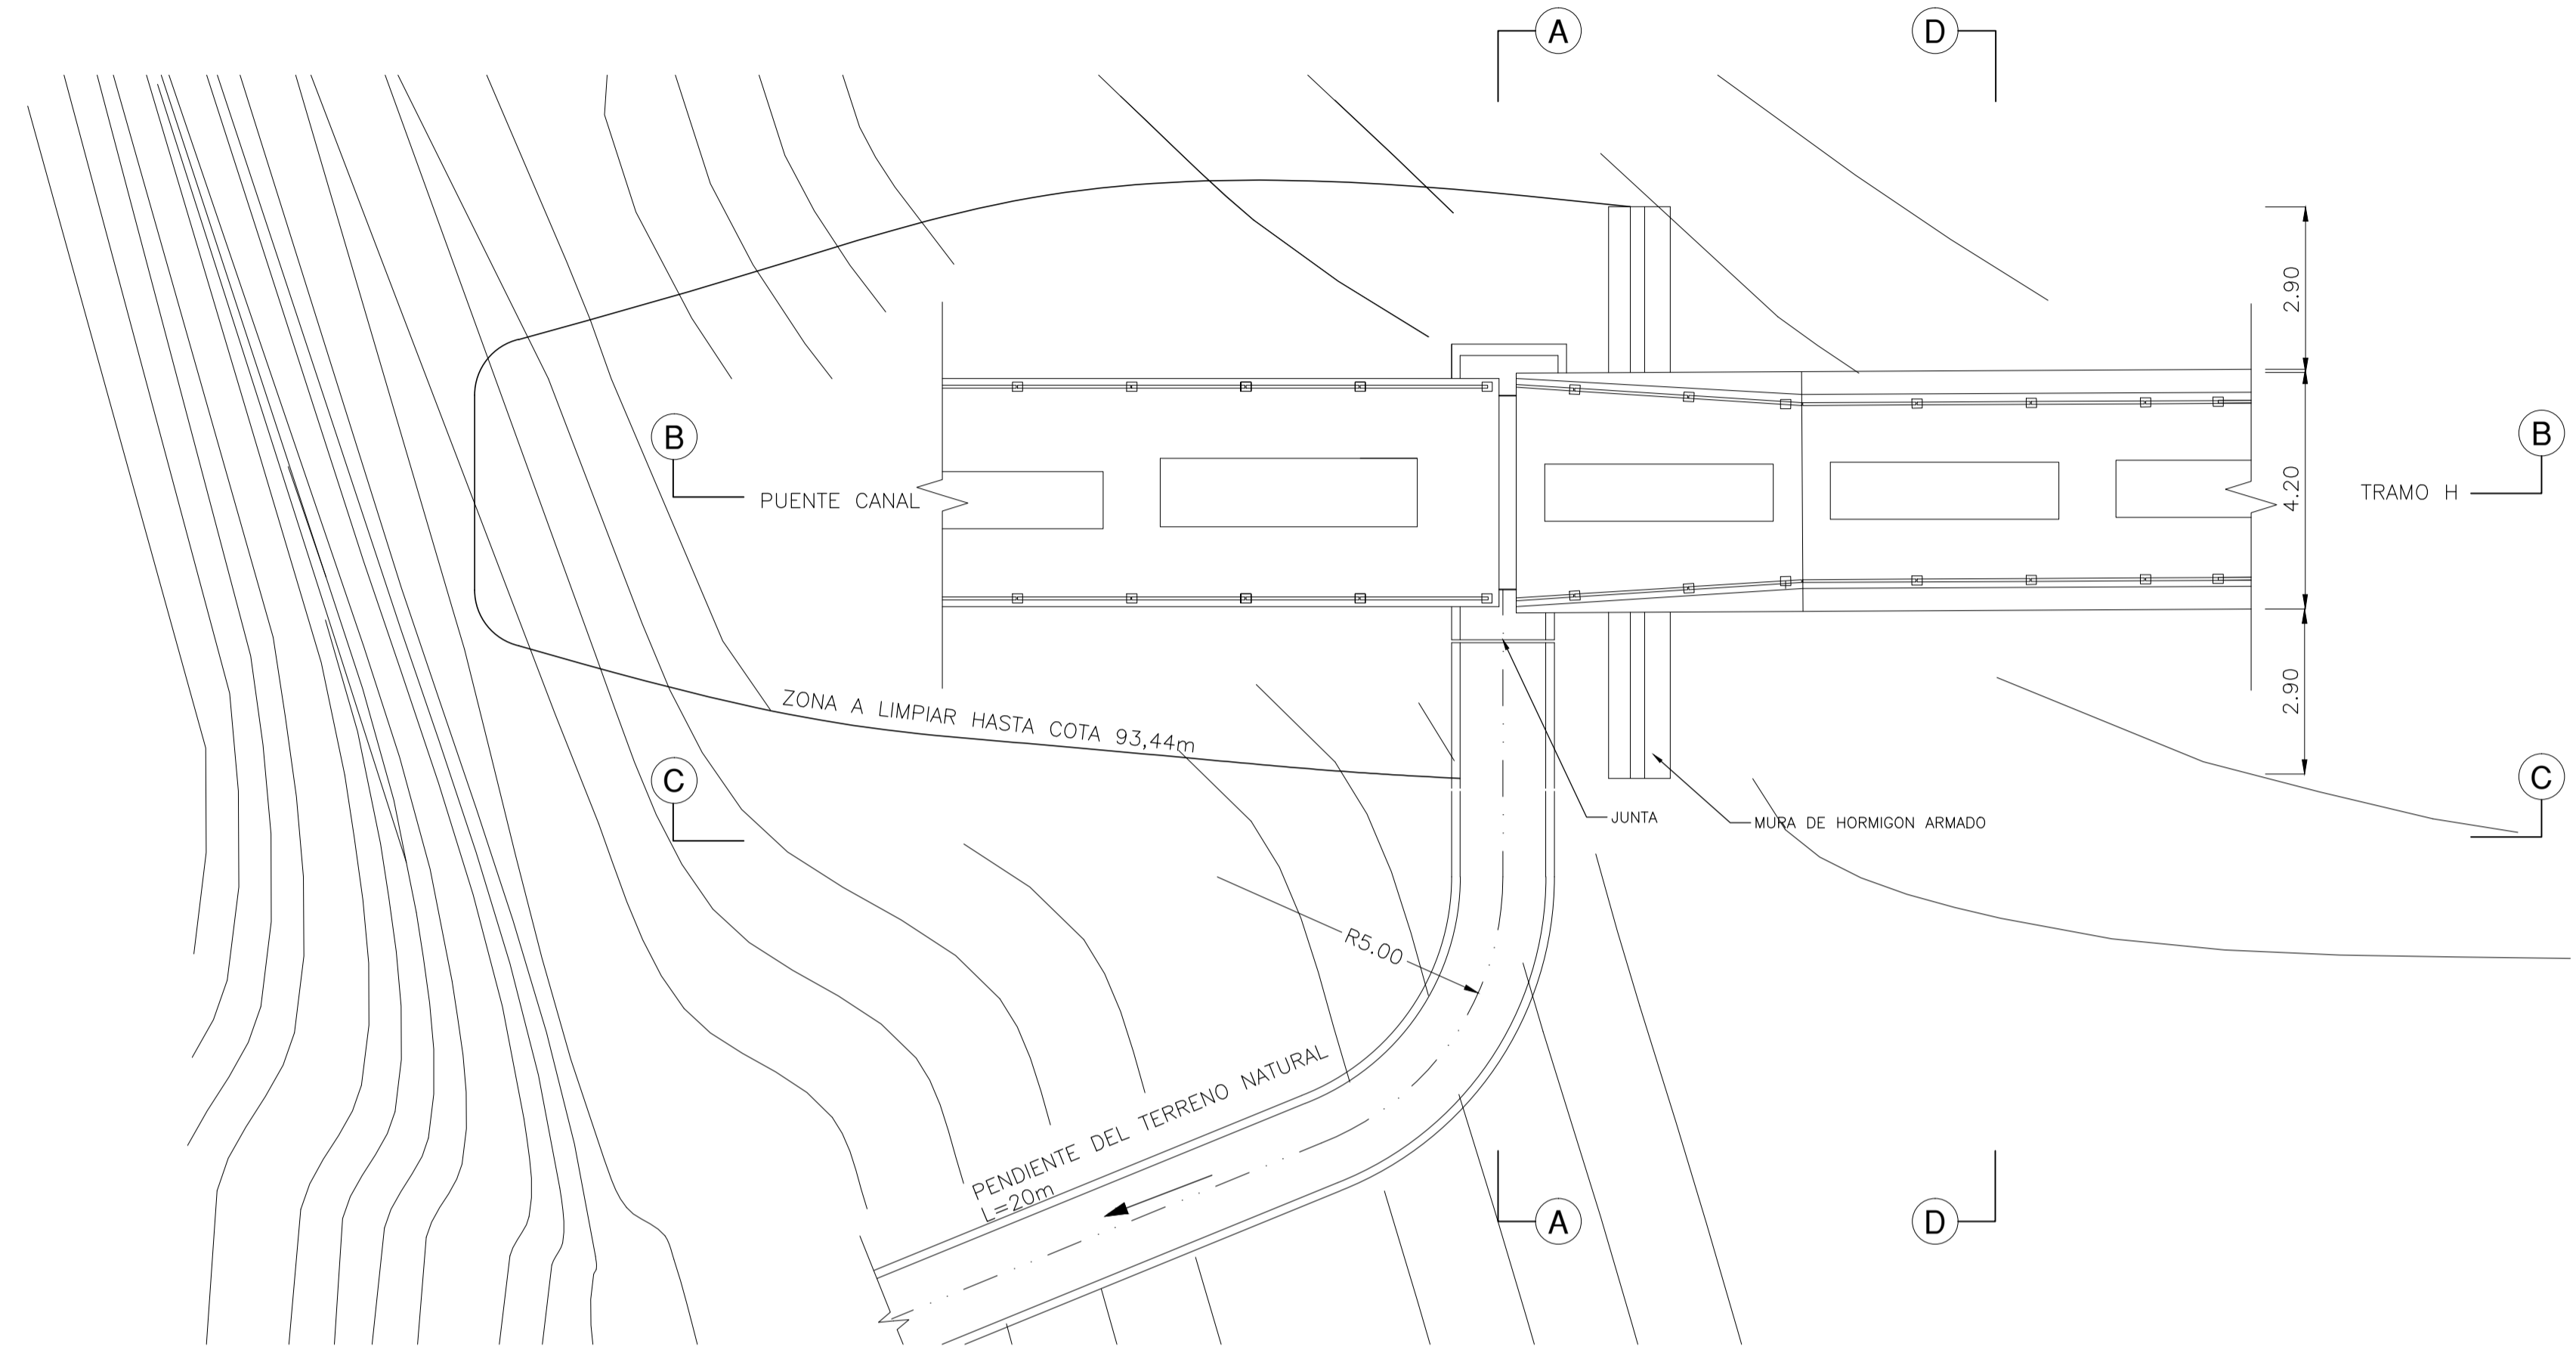 A
D
2.90
B
B
PUENTE CANAL
4.20
TRAMO H
2.90
ZONA A LIMPIAR HASTA COTA 93,44m
C
C
JUNTA
MURA DE HORMIGON ARMADO
R5.00
PENDIENTE DEL TERRENO NATURAL
L=20m
A
D